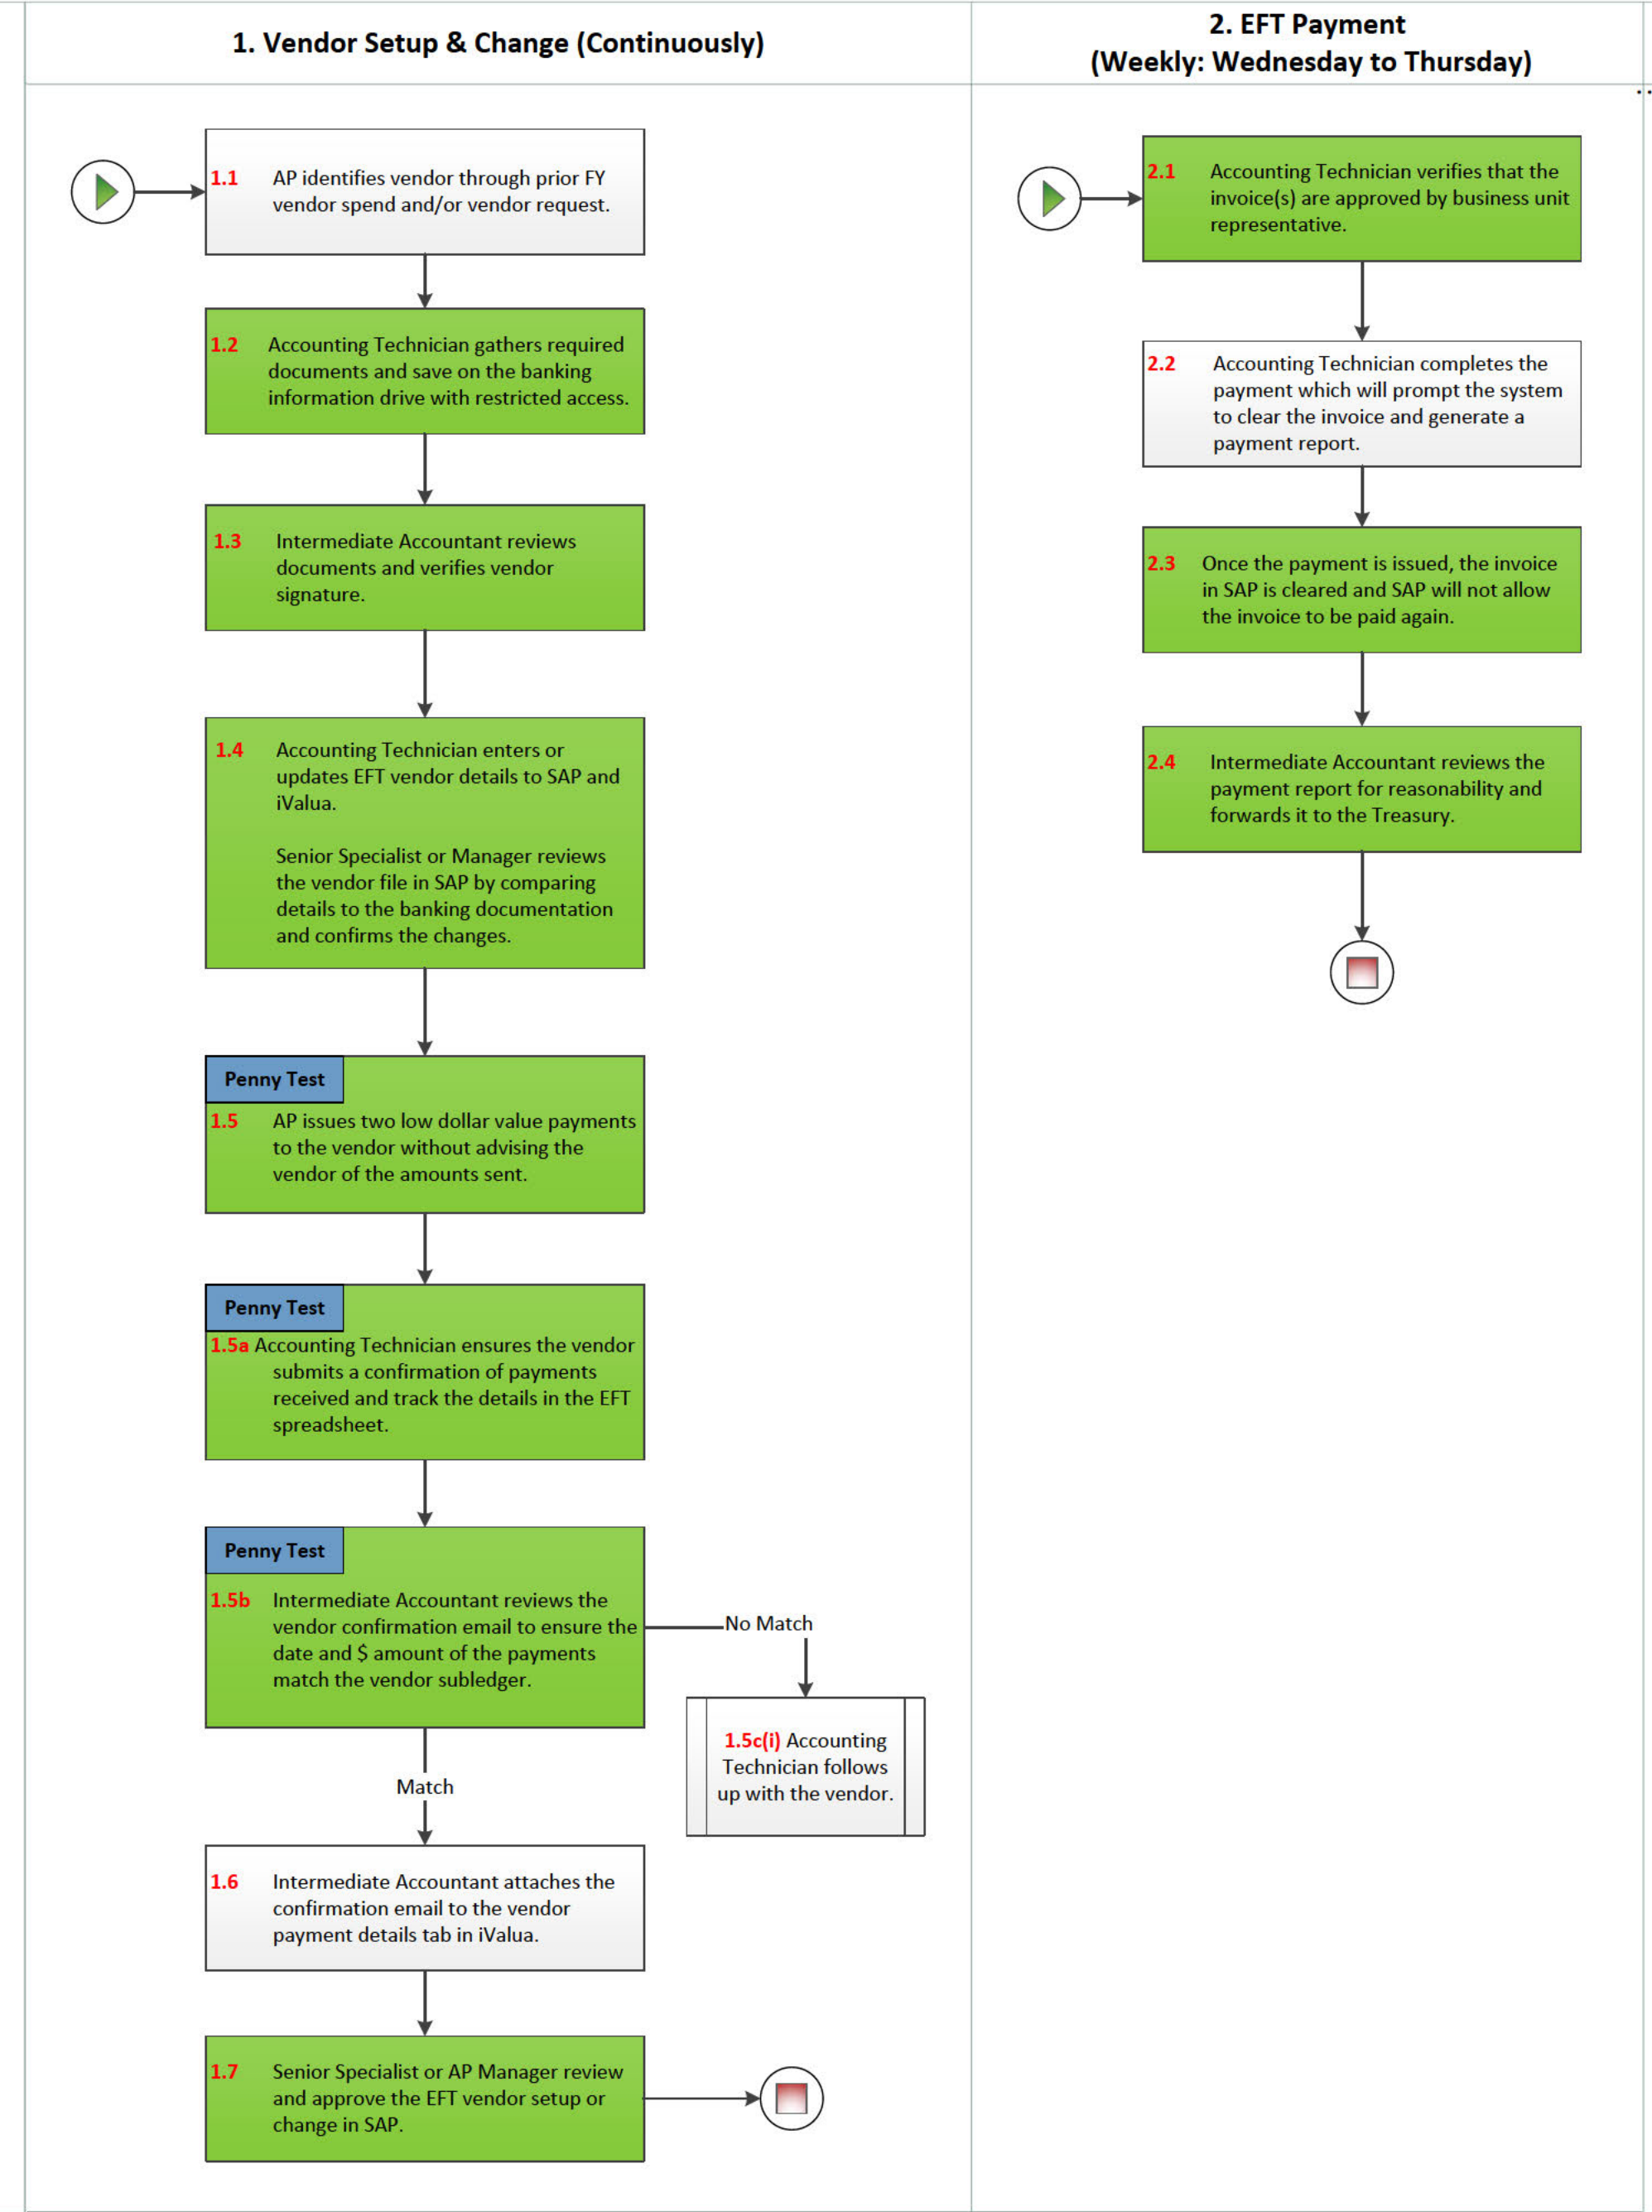 1. Vendor Setup & Change (Continuously)
1.1 AP identifies vendor through prior FY
vendor spend and/or vendor request.
1.2 Accounting Technician gathers required
documents and save on the banking
information drive with restricted access.
1.3 Intermediate Accountant reviews
documents and verifies vendor
signature.
1.4 Accounting Technician enters or
updates EFT vendor details to SAP and
iValua.
Senior Specialist or Manager reviews
the vendor file in SAP by comparing
details to the banking documentation
and confirms the changes.
Penny Test
1.5 AP issues two low dollar value payments
to the vendor without advising the
vendor of the amounts sent.
Penny Test
1.5a Accounting Technician ensures the vendor
submits a confirmation of payments
received and track the details in the EFT
spreadsheet.
Penny Test
1.5b Intermediate Accountant reviews the
vendor confirmation email to ensure the
date and $ amount of the payments
match the vendor subledger.
No Match
1.5c(i) Accounting
Technician follows
up with the vendor.
Match
1.6 Intermediate Accountant attaches the
confirmation email to the vendor
payment details tab in iValua.
1.7 Senior Specialist or AP Manager review
and approve the EFT vendor setup or
change in SAP.
2. EFT Payment
(Weekly: Wednesday to Thursday)
2.1 Accounting Technician verifies that the
invoice(s) are approved by business unit
representative.
2.2 Accounting Technician completes the
payment which will prompt the system
to clear the invoice and generate a
payment report.
2.3 Once the payment is issued, the invoice
in SAP is cleared and SAP will not allow
the invoice to be paid again.
2.4 Intermediate Accountant reviews the
payment report for reasonability and
forwards it to the Treasury.